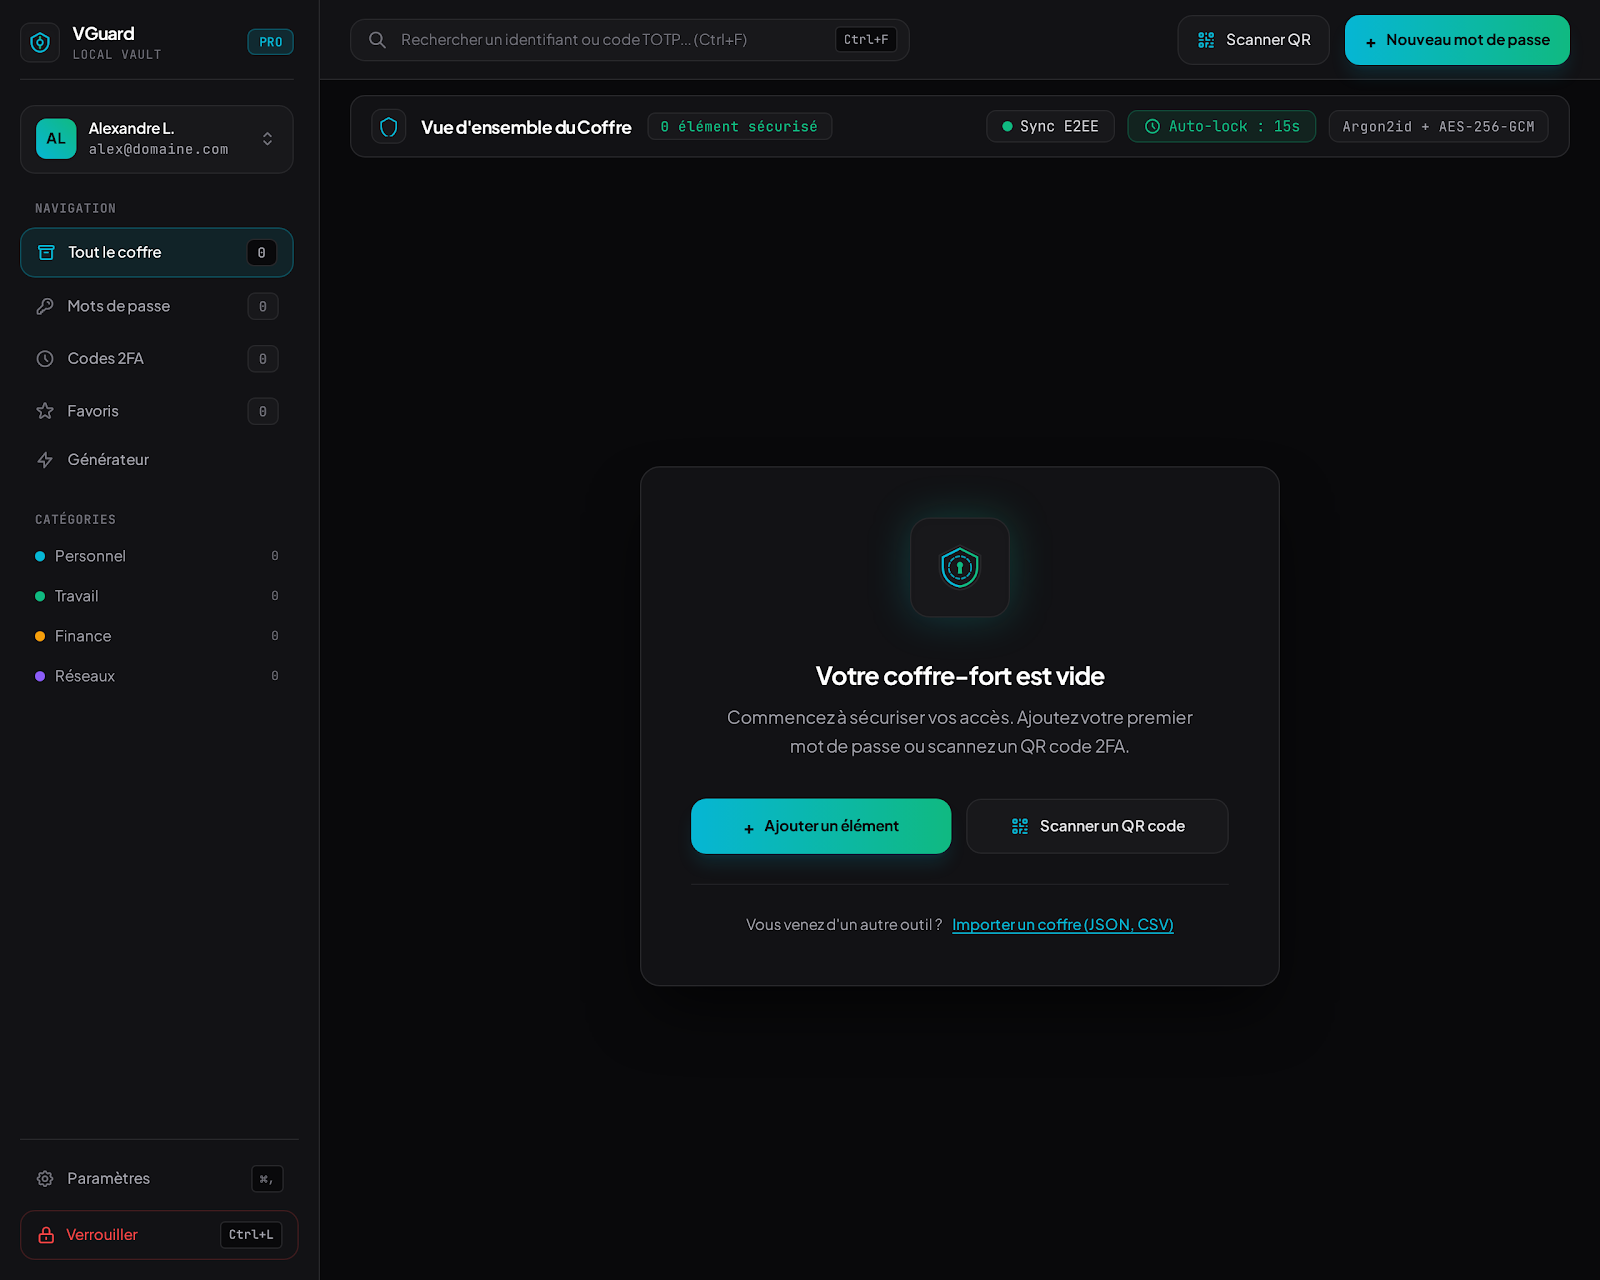 VGuard
LOCAL VAULT
PRO
Rechercher un identifiant ou code TOTP... (Ctrl+F)
Ctrl+F
Scanner QR
+ Nouveau mot de passe
AL
Alexandre L.
alex@domaine.com
Vue d'ensemble du Coffre
0 élément sécurisé
Sync E2EE
Auto-lock : 15s
Argon2id + AES-256-GCM
NAVIGATION
Tout le coffre 0
Mots de passe 0
Codes 2FA 0
Favoris 0
Générateur
CATÉGORIES
Personnel 0
Travail 0
Finance 0
Réseaux 0
Votre coffre-fort est vide
Commencez à sécuriser vos accès. Ajoutez votre premier
mot de passe ou scannez un QR code 2FA.
+ Ajouter un élément
Scanner un QR code
Vous venez d'un autre outil ? Importer un coffre (JSON, CSV)
Paramètres ⌘,
Verrouiller Ctrl+L